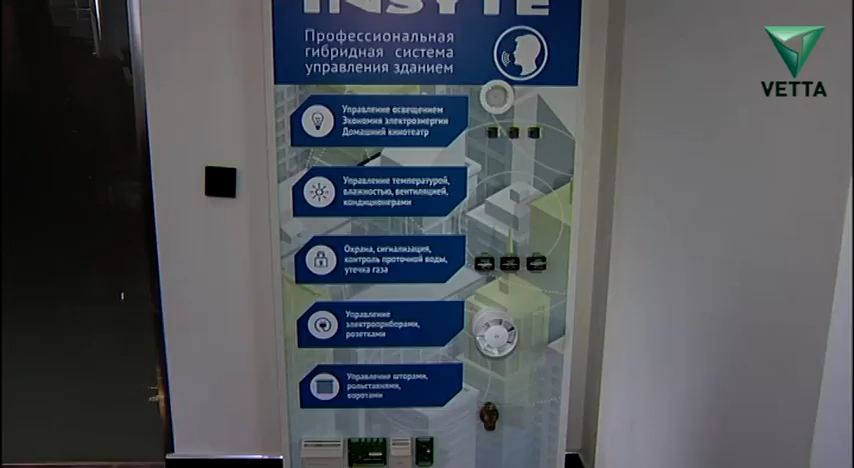 INSYTE
Профессиональная
гибридная система
управления зданием
VETTA
Управление освещением
Экономия электроэнергии
Домашний кинотеатр
Управление температурой,
влажностью, вентиляцией,
кондиционерами
Охрана, сигнализация,
контроль проточной воды,
утечка газа
Управление
электроприборами,
розетками
Управление шторами,
рольставнями,
воротами